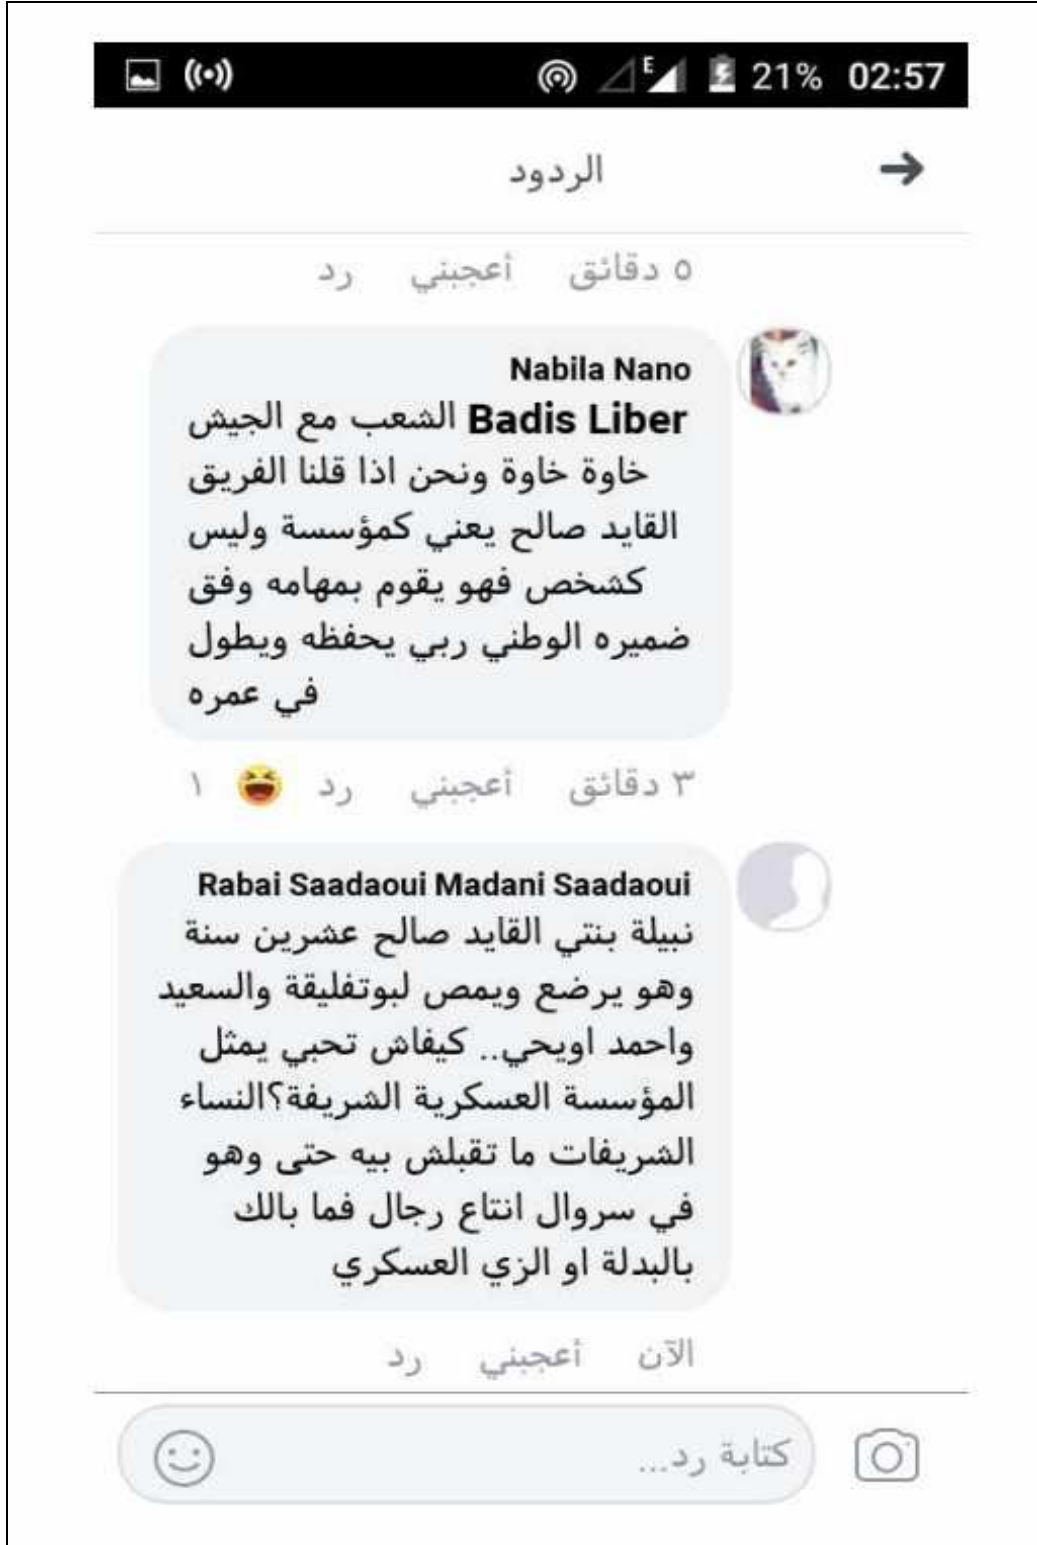 E 21% 02:57
الردود
٥ دقائق أعجبني رد
Nabila Nano
Badis Liber الشعب مع الجيش
خاوة خاوة ونحن اذا قلنا الفريق
القايد صالح يعني كمؤسسة وليس
كشخص فهو يقوم بمهامه وفق
ضميره الوطني ربي يحفظه ويطول
في عمره
٣ دقائق أعجبني رد ١
Rabai Saadaoui Madani Saadaoui
نبيلة بنتي القايد صالح عشرين سنة
وهو يرضع ويمص لبوتفليقة والسعيد
واحمد اويحي.. كيفاش تحبي يمثل
المؤسسة العسكرية الشريفة؟النساء
الشريفات ما تقبلش بيه حتى وهو
في سروال انتاع رجال فما بالك
بالبدلة او الزي العسكري
الآن أعجبني رد
كتابة رد...